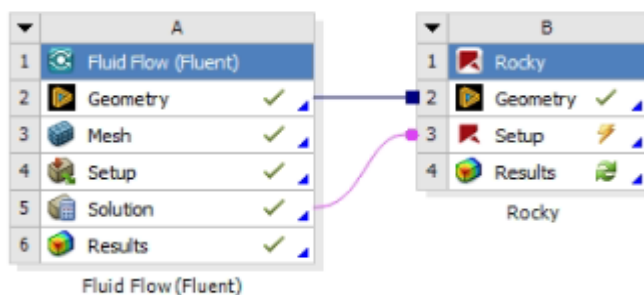 A
1 Fluid Flow (Fluent)
2 Geometry
3 Mesh
4 Setup
5 Solution
6 Results
Fluid Flow (Fluent)
B
1 Rocky
2 Geometry
3 Setup
4 Results
Rocky